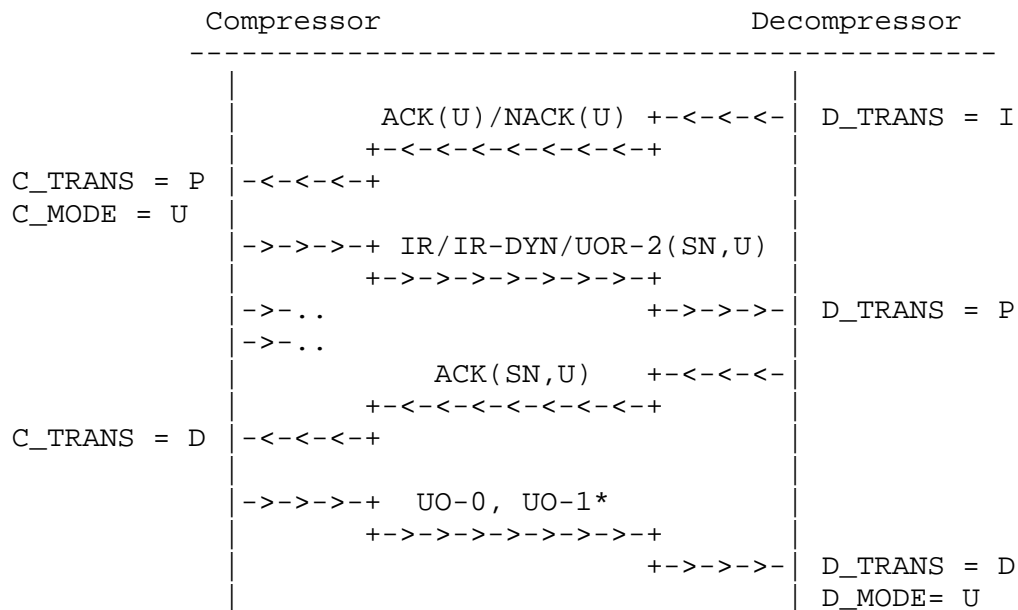 Compressor                     Decompressor
----------------------------------------------
|                               |
|        ACK(U)/NACK(U) +-<-<-<-|  D_TRANS = I
|       +-<-<-<-<-<-<-<-+       |
C_TRANS = P |-<-<-<-+                       |
C_MODE = U  |                               |
|->->->-+ IR/IR-DYN/UOR-2(SN,U) |
|       +->->->->->->->-+       |
|->-..                  +->->->-|  D_TRANS = P
|->-..                          |
|           ACK(SN,U)   +-<-<-<-|
|       +-<-<-<-<-<-<-<-+       |
C_TRANS = D |-<-<-<-+                       |
|                               |
|->->->-+  UO-0, UO-1*          |
|       +->->->->->->->-+       |
|                       +->->->-|  D_TRANS = D
|                               |  D_MODE= U